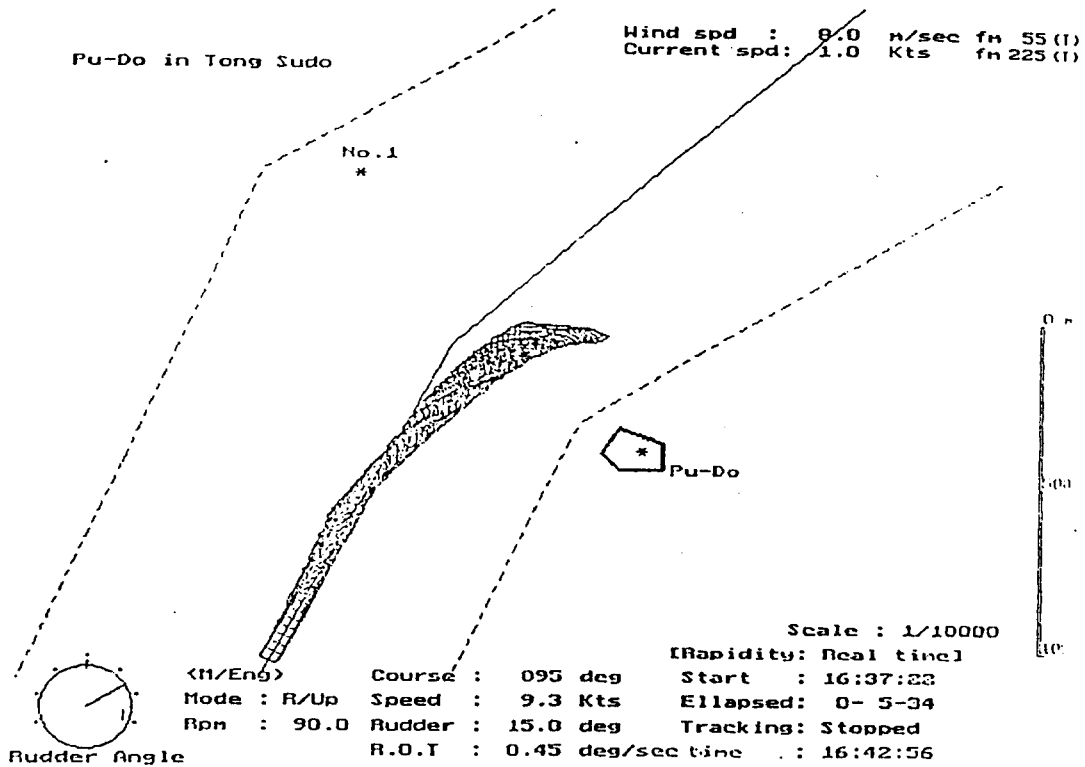 Pu-Do in Tong Sudo
Wind spd : 8.0 m/sec fm 55 (T)
Current spd: 1.0 Kts fm 225 (T)
No.1
*
0 m
*
Pu-Do
500
Scale : 1/10000
[Rapidity: Real time]
<M/Eng> Course : 095 deg Start : 16:37:22
Mode : R/Up Speed : 9.3 Kts Ellapsed: 0- 5-34
Rpm : 90.0 Rudder : 15.0 deg Tracking: Stopped
Rudder Angle R.O.T : 0.45 deg/sec time : 16:42:56